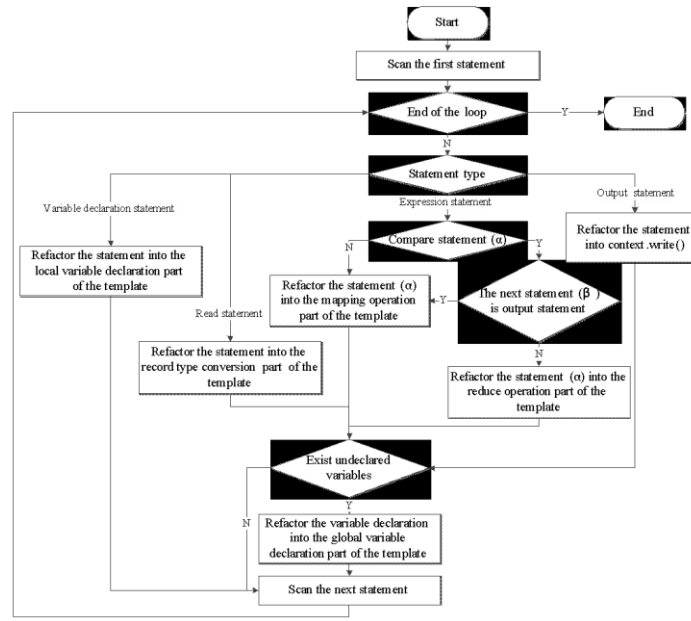 Start
Scan the first statement
End of the loop
Y
End
N
Statement type
Output statement
Variable declaration statement
Expression statement
Compare statement (α)
N
Y
Refactor the statement
into context .write()
Refactor the statement into the
local variable declaration part
of the template
Refactor the statement (α)
into the mapping operation
part of the template
Y
The next statement (β )
is output statement
Read statement
N
Refactor the statement into the
record type conversion part of the
template
Refactor the statement (α) into the
reduce operation part of the
template
Exist undeclared
variables
N
Y
Refactor the variable declaration
into the global variable
declaration part of the template
Scan the next statement